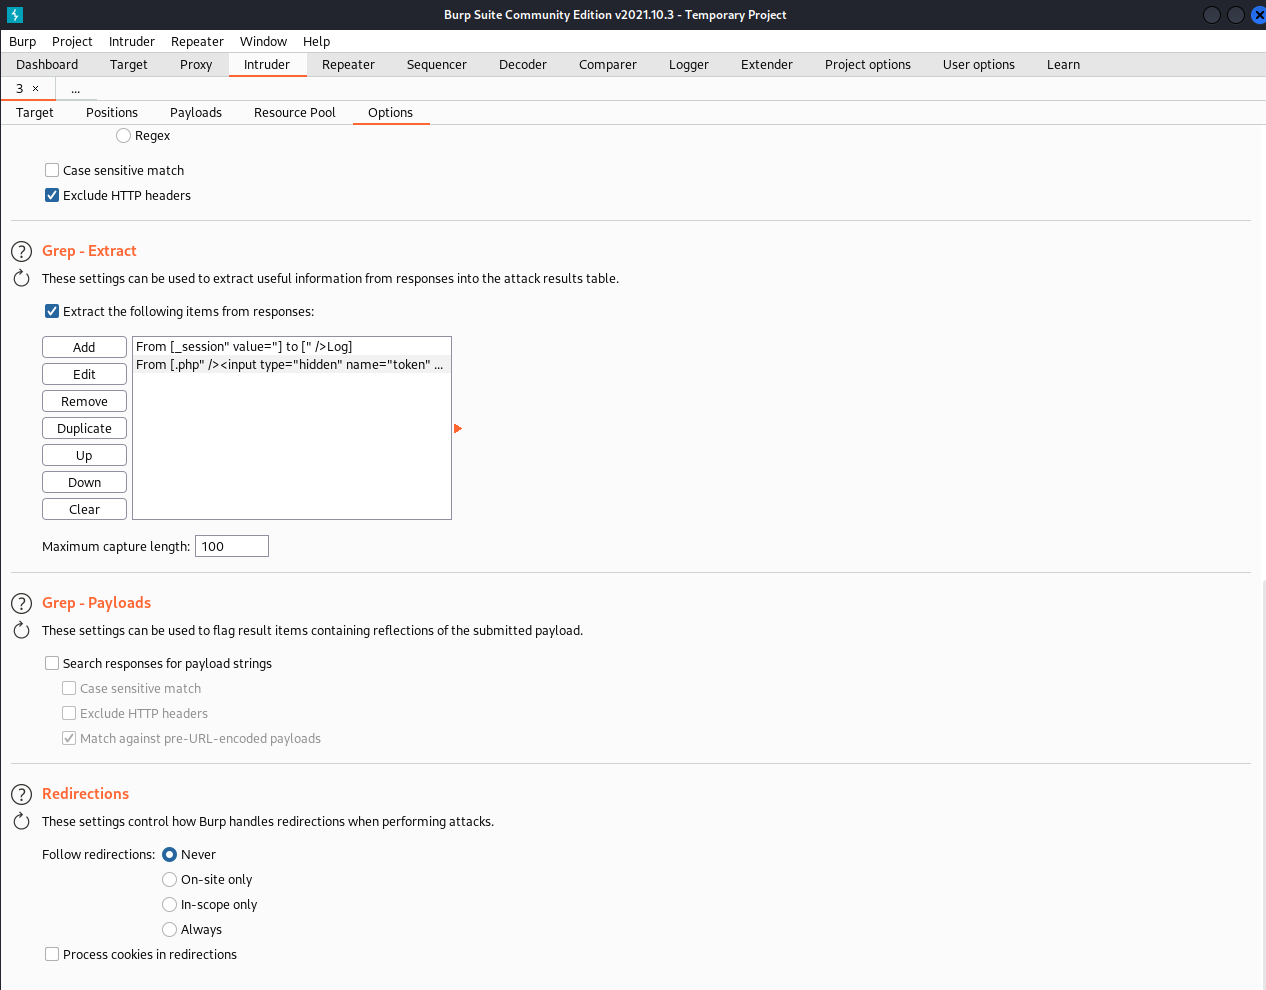 Burp Suite Community Edition v2021.10.3 - Temporary Project
Burp Project Intruder Repeater Window Help
Dashboard Target Proxy Intruder Repeater Sequencer Decoder Comparer Logger Extender Project options User options Learn
3 × ...
Target Positions Payloads Resource Pool Options
Regex
Case sensitive match
Exclude HTTP headers
? Grep - Extract
These settings can be used to extract useful information from responses into the attack results table.
Extract the following items from responses:
Add
From [_session" value="] to [" />Log]
From [.php" /><input type="hidden" name="token" ...
Edit
Remove
Duplicate
Up
Down
Clear
Maximum capture length: 100
? Grep - Payloads
These settings can be used to flag result items containing reflections of the submitted payload.
Search responses for payload strings
Case sensitive match
Exclude HTTP headers
Match against pre-URL-encoded payloads
? Redirections
These settings control how Burp handles redirections when performing attacks.
Follow redirections: Never
On-site only
In-scope only
Always
Process cookies in redirections